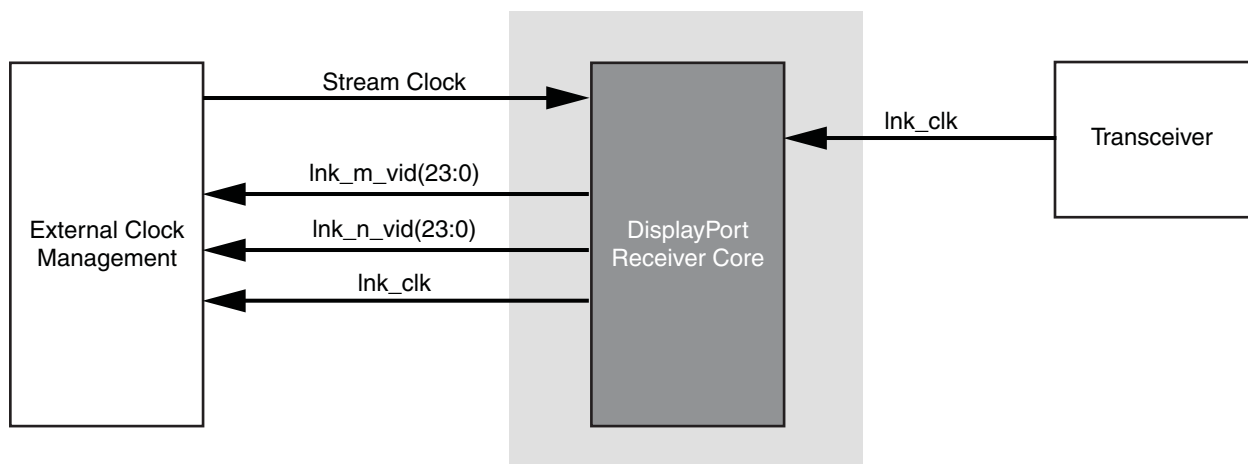 Stream Clock
lnk_clk
Transceiver
lnk_m_vid(23:0)
External Clock
Management
lnk_n_vid(23:0)
DisplayPort
Receiver Core
lnk_clk